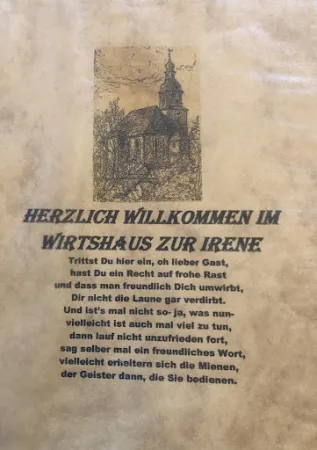 HERZLICH WILLKOMMEN IM
WIRTSHAUS ZUR IRENE
Trittst Du hier ein, oh lieber Gast,
hast Du ein Recht auf frohe Rast
und dass man freundlich Dich umwirbt,
Dir nicht die Laune gar verdirbt.
Und ist's mal nicht so- ja, was nun-
vielleicht ist auch mal viel zu tun,
dann lauf nicht unzufrieden fort,
sag selber mal ein freundliches Wort,
vielleicht erheitern sich die Mienen,
der Geister dann, die Sie bedienen.